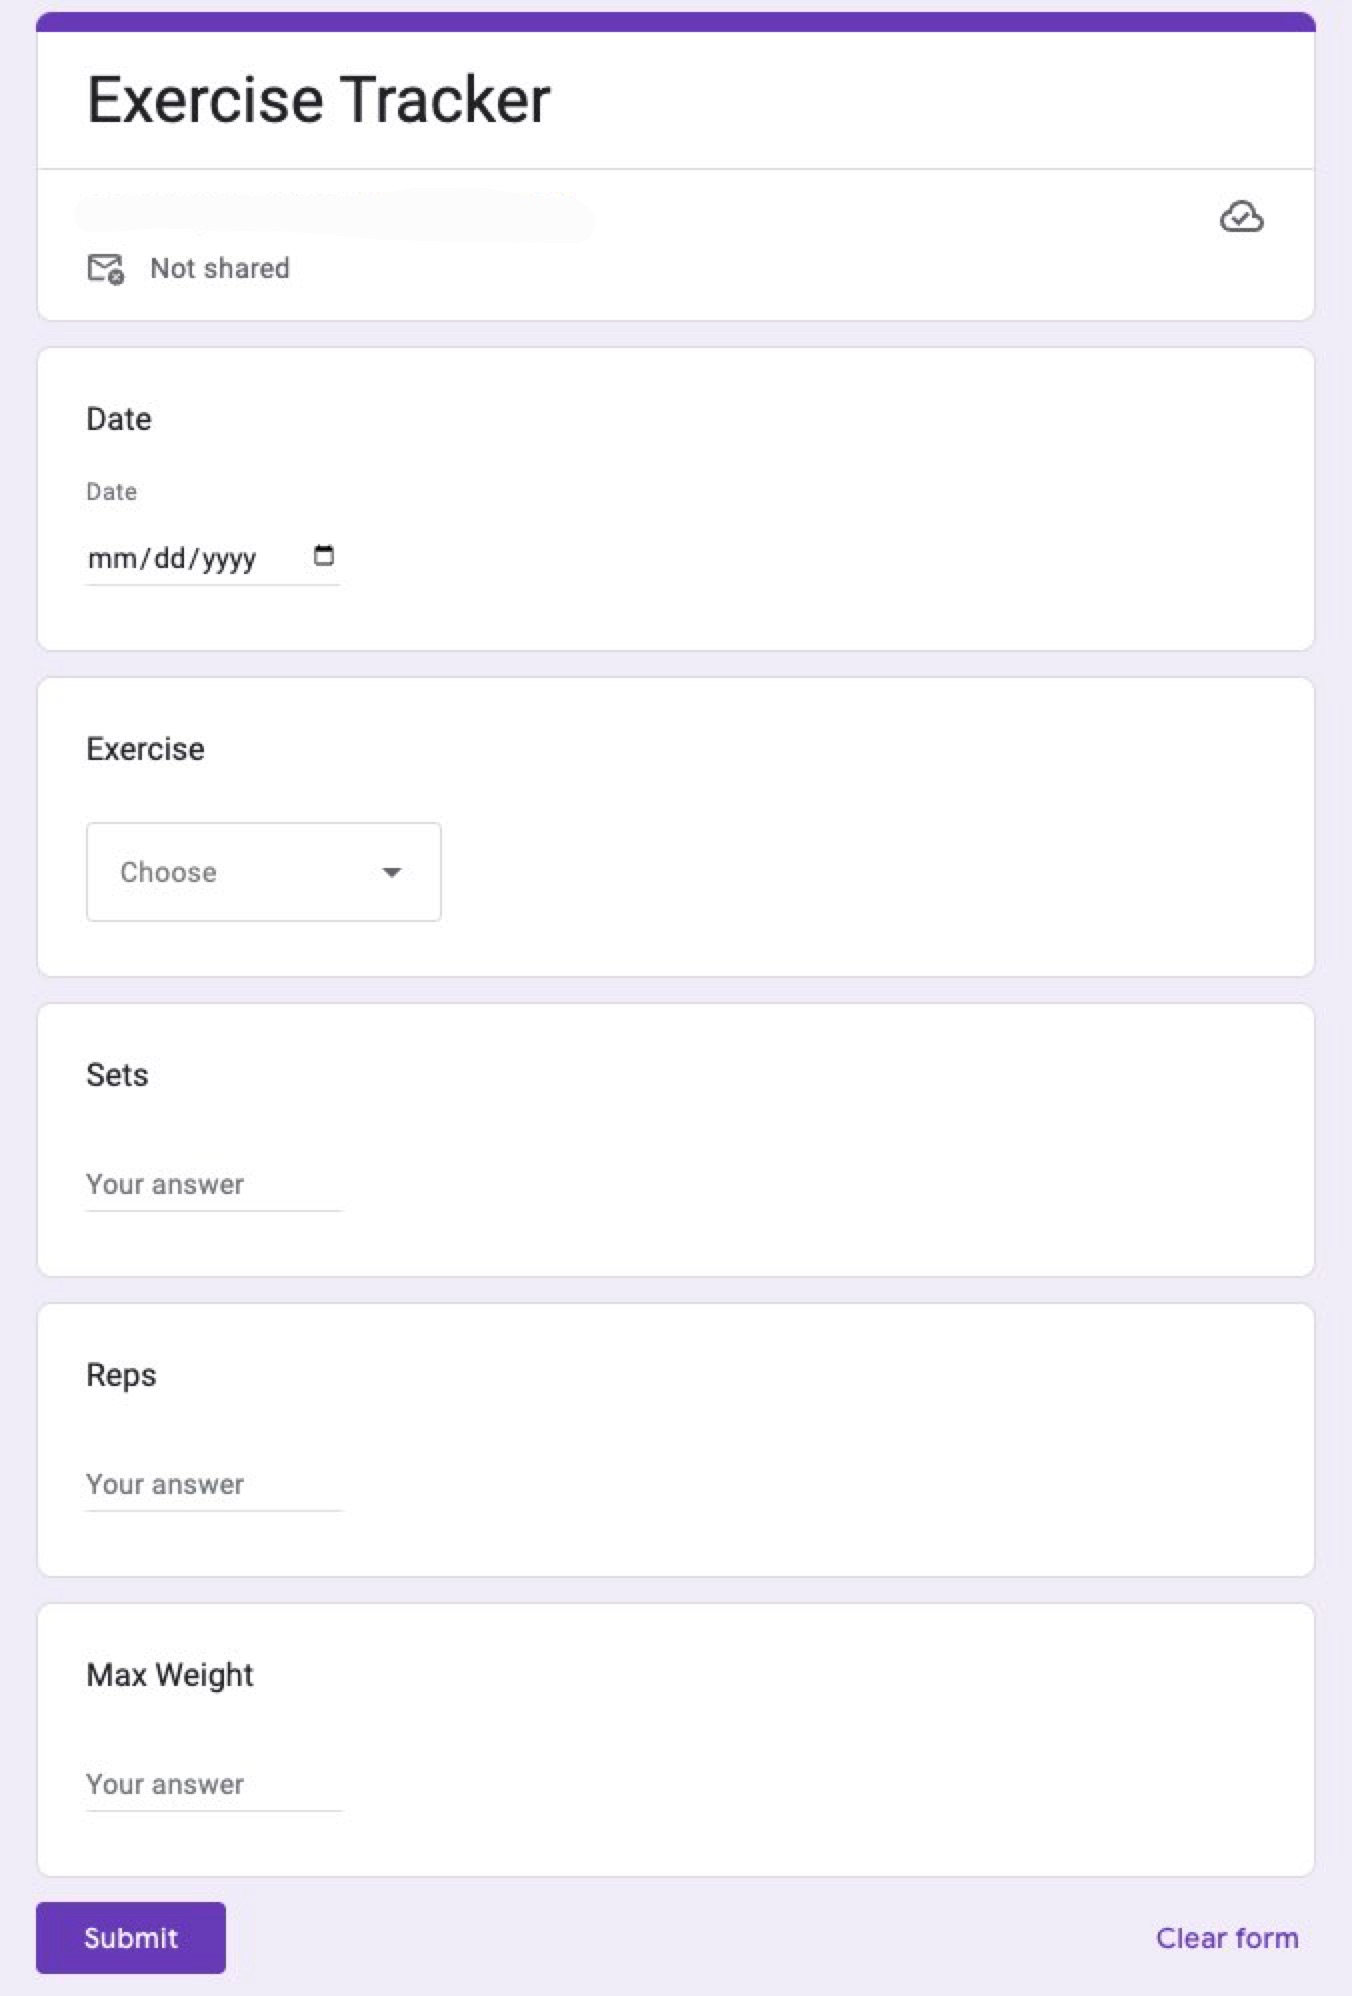 Exercise Tracker
Not shared
Date
Date
mm/dd/yyyy
Exercise
Choose
Sets
Your answer
Reps
Your answer
Max Weight
Your answer
Submit
Clear form